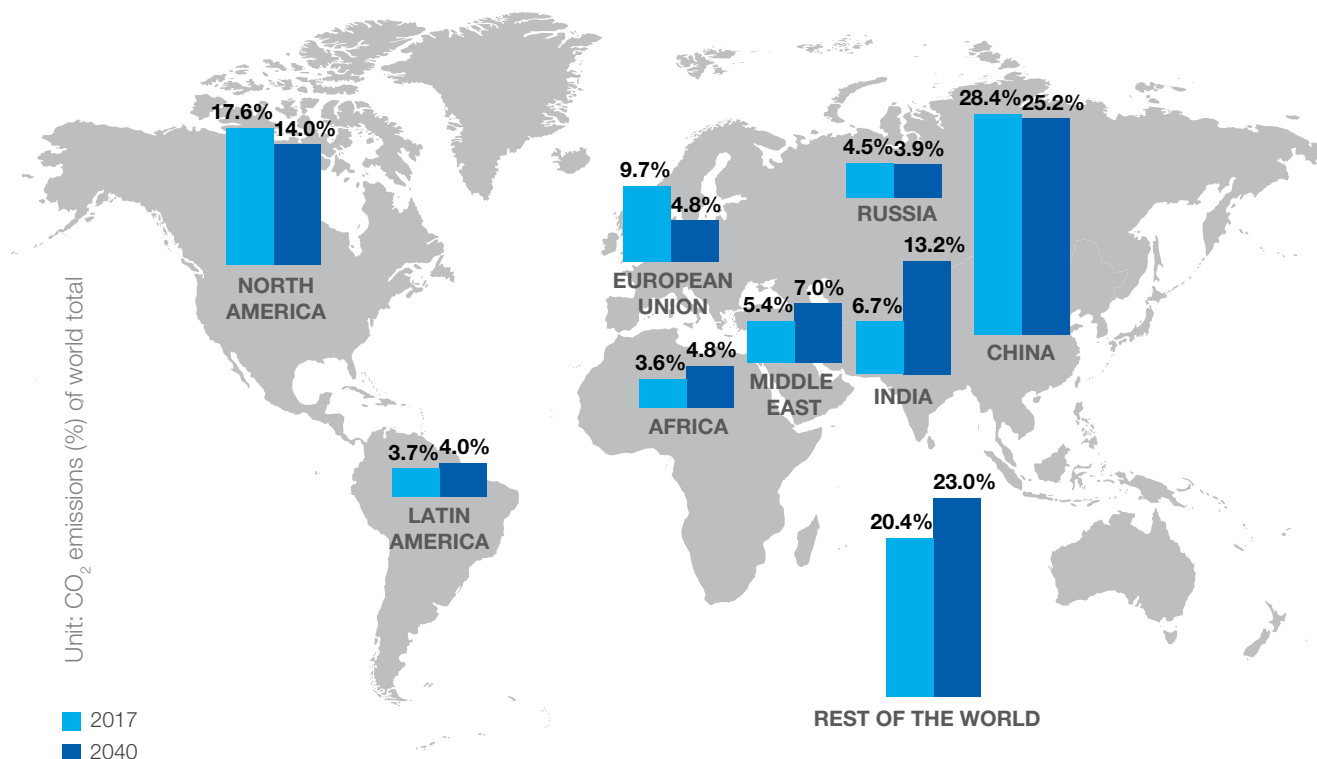 17.6%
14.0%
NORTH
AMERICA
3.7%
4.0%
LATIN
AMERICA
9.7%
4.8%
EUROPEAN
UNION
3.6%
4.8%
AFRICA
5.4%
7.0%
MIDDLE
EAST
4.5%
3.9%
RUSSIA
6.7%
13.2%
INDIA
28.4%
25.2%
CHINA
20.4%
23.0%
REST OF THE WORLD
Unit: CO₂ emissions (%) of world total
2017
2040